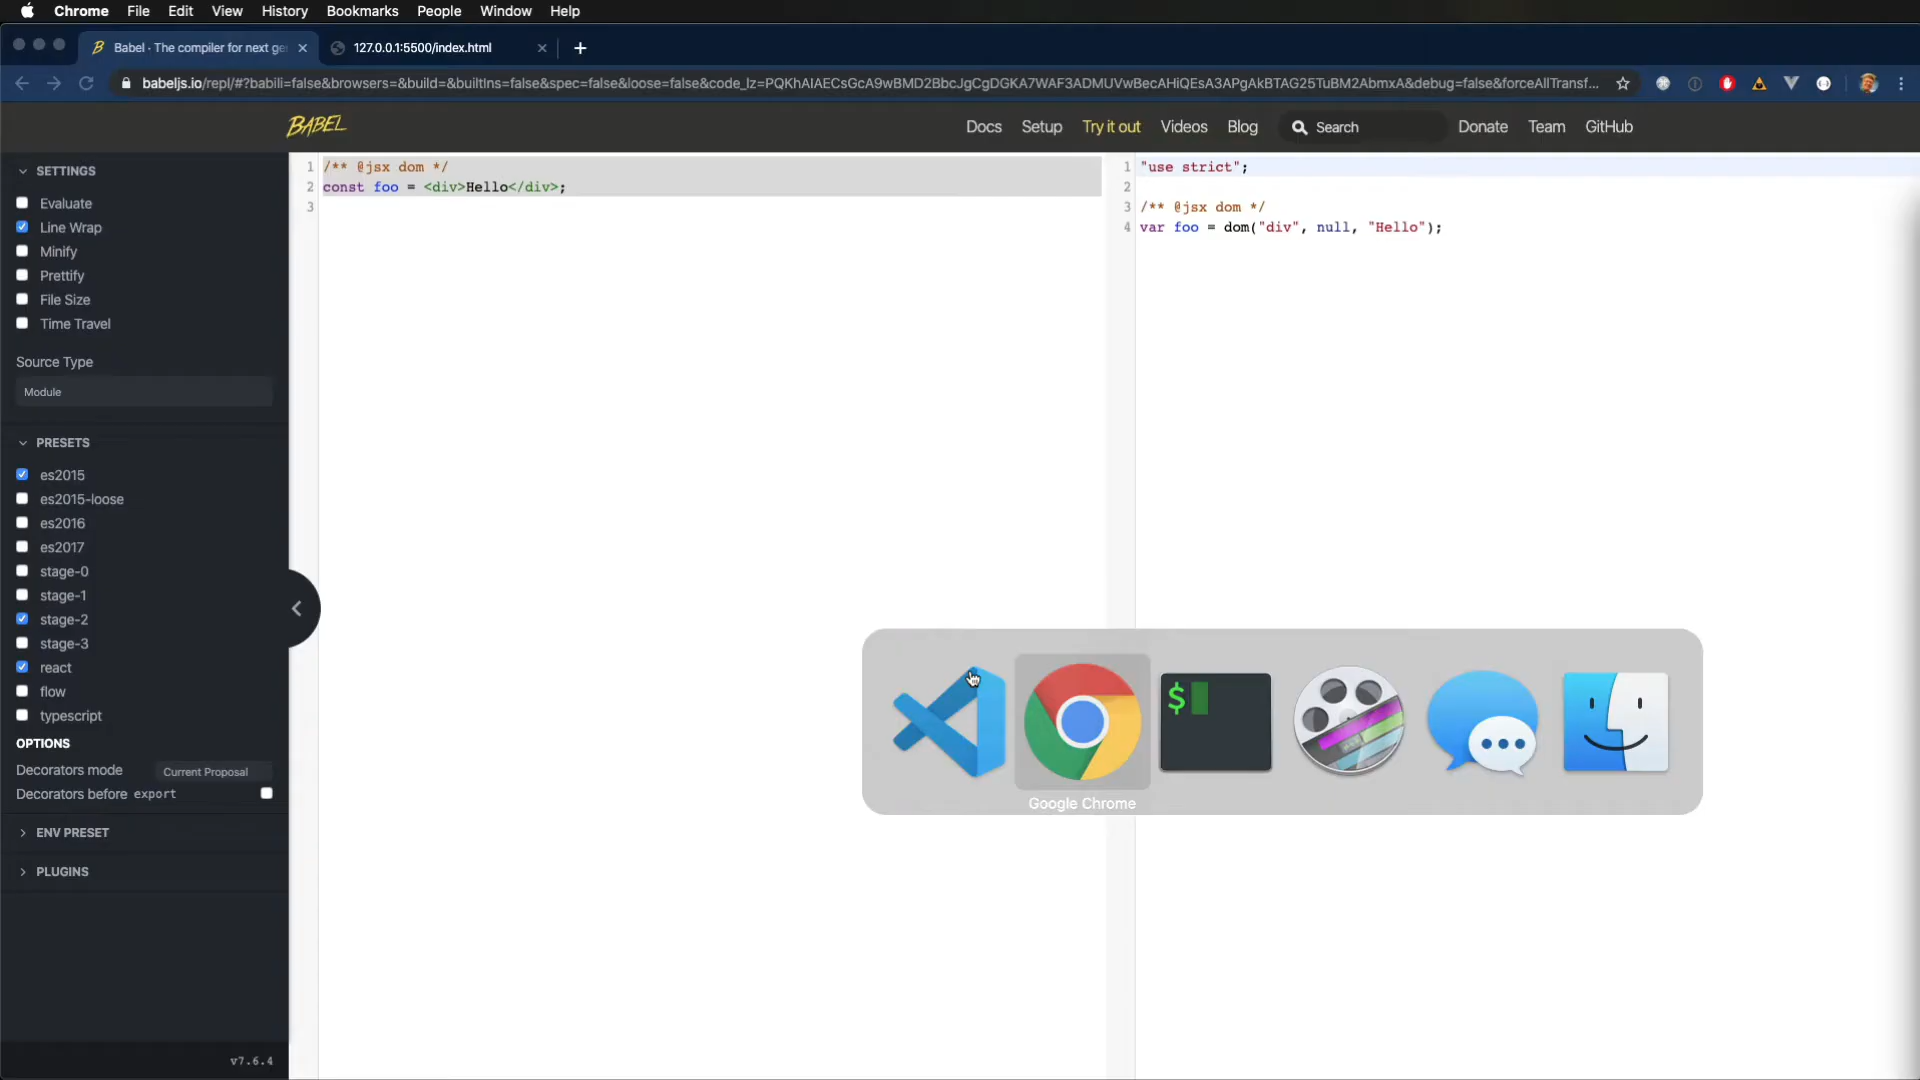 Chrome File Edit View History Bookmarks People Window Help
Babel · The compiler for next ge
127.0.0.1:5500/index.html
babeljs.io/repl/#?babili=false&browsers=&build=&builtIns=false&spec=false&loose=false&code_lz=PQKhAIAECsGcA9wBMD2BbcJgCgDGKA7WAF3ADMUVwBecAHiQEsA3APgAkBTAG25TuBM2AbmxA&debug=false&forceAllTransf...
BABEL
Docs Setup Try it out Videos Blog Search Donate Team GitHub
SETTINGS
Evaluate
Line Wrap
Minify
Prettify
File Size
Time Travel
Source Type
Module
PRESETS
es2015
es2015-loose
es2016
es2017
stage-0
stage-1
stage-2
stage-3
react
flow
typescript
OPTIONS
Decorators mode Current Proposal
Decorators before export
ENV PRESET
PLUGINS
v7.6.4
1 /** @jsx dom */
2 const foo = <div>Hello</div>;
3
1 "use strict";
2
3 /** @jsx dom */
4 var foo = dom("div", null, "Hello");
$
Google Chrome